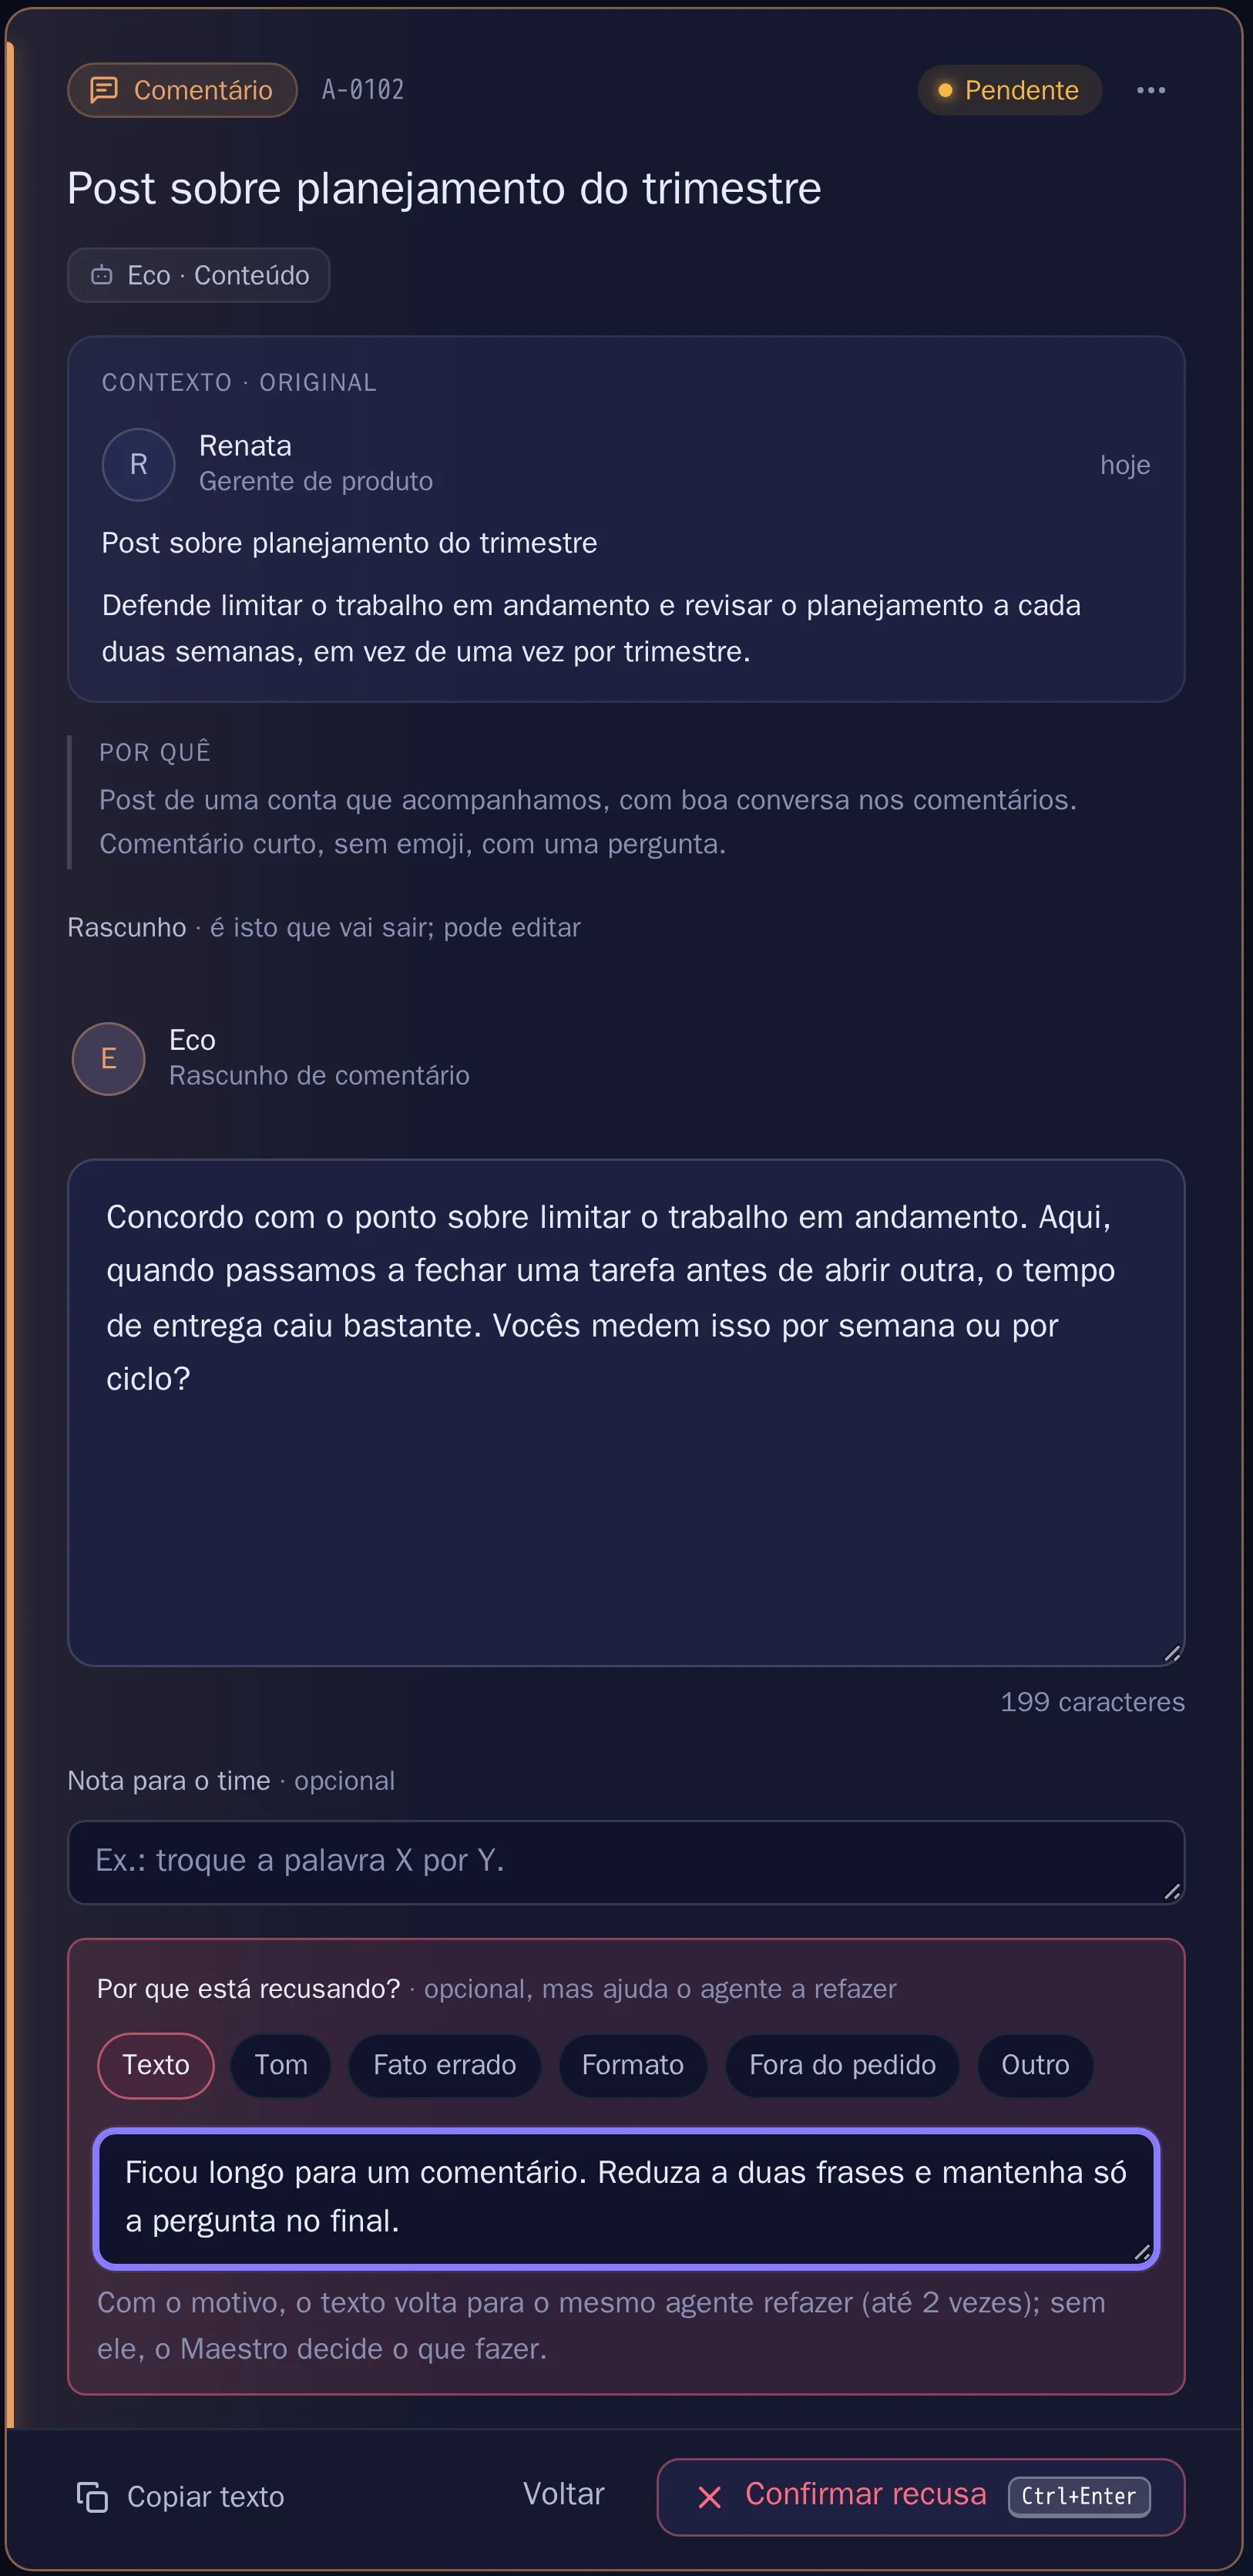 Comentário
A-0102
Pendente
Post sobre planejamento do trimestre
Eco · Conteúdo
CONTEXTO · ORIGINAL
R
Renata
Gerente de produto
hoje
Post sobre planejamento do trimestre
Defende limitar o trabalho em andamento e revisar o planejamento a cada
duas semanas, em vez de uma vez por trimestre.
POR QUÊ
Post de uma conta que acompanhamos, com boa conversa nos comentários.
Comentário curto, sem emoji, com uma pergunta.
Rascunho · é isto que vai sair; pode editar
E
Eco
Rascunho de comentário
Concordo com o ponto sobre limitar o trabalho em andamento. Aqui,
quando passamos a fechar uma tarefa antes de abrir outra, o tempo
de entrega caiu bastante. Vocês medem isso por semana ou por
ciclo?
199 caracteres
Nota para o time · opcional
Ex.: troque a palavra X por Y.
Por que está recusando? · opcional, mas ajuda o agente a refazer
Texto
Tom
Fato errado
Formato
Fora do pedido
Outro
Ficou longo para um comentário. Reduza a duas frases e mantenha só
a pergunta no final.
Com o motivo, o texto volta para o mesmo agente refazer (até 2 vezes); sem
ele, o Maestro decide o que fazer.
Copiar texto
Voltar
Confirmar recusa
Ctrl+Enter